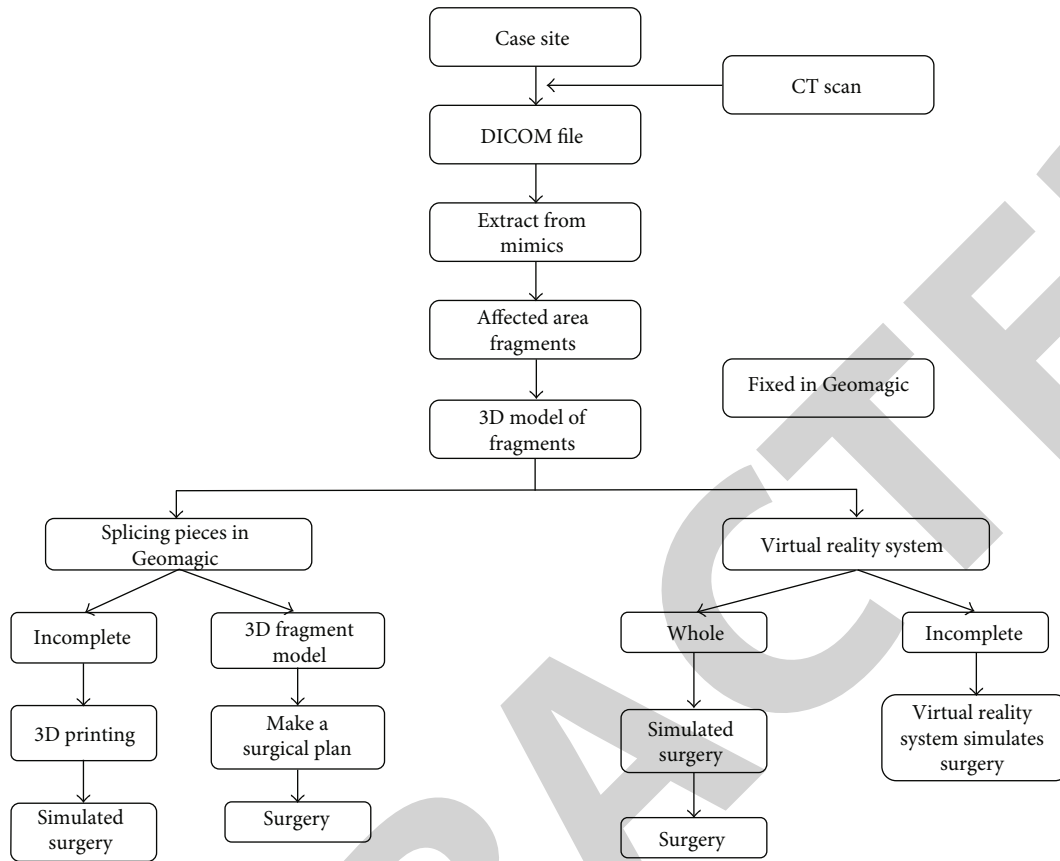 Case site
CT scan
DICOM file
Extract from
mimics
Affected area
fragments
Fixed in Geomagic
3D model of
fragments
Splicing pieces in
Geomagic
Virtual reality system
Incomplete
3D fragment
model
Whole
Incomplete
3D printing
Make a
surgical plan
Simulated
surgery
Virtual reality
system simulates
surgery
Simulated
surgery
Surgery
Surgery